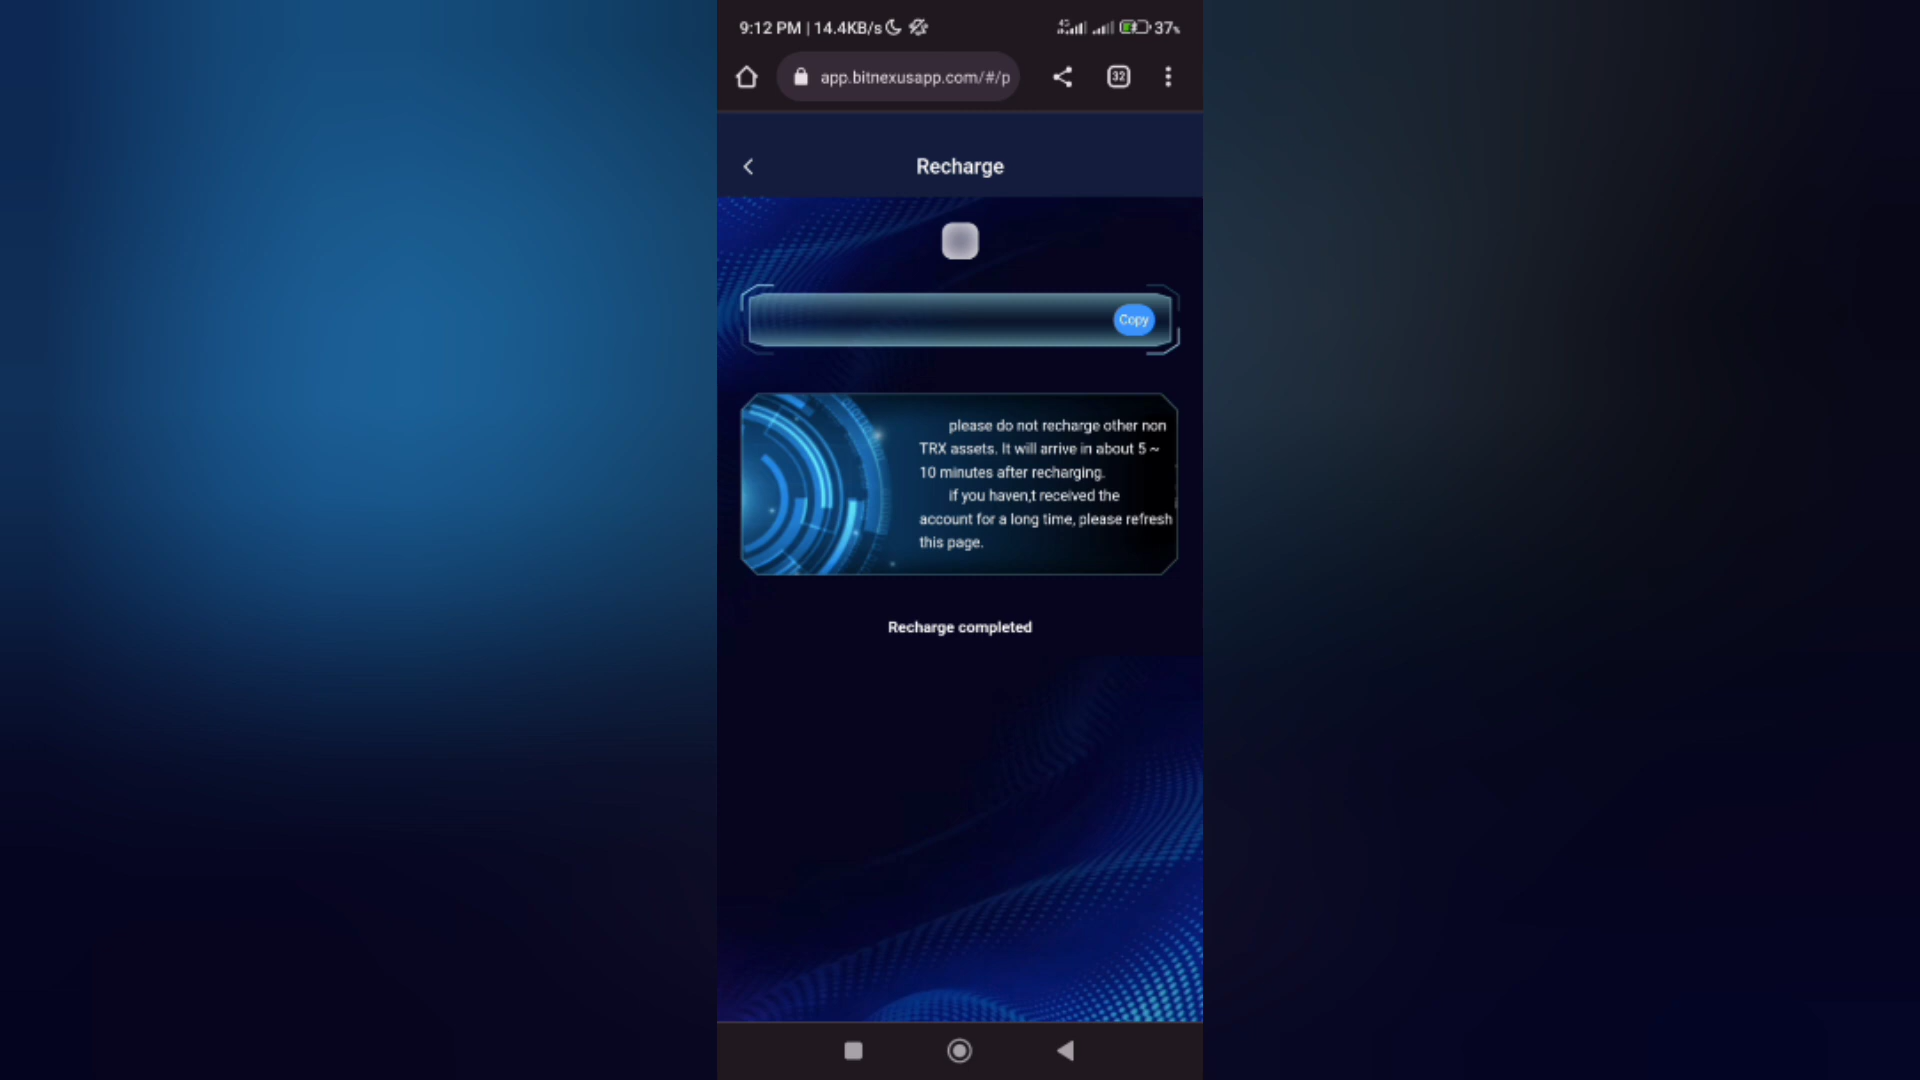 9:12 PM | 14.4KB/s
4G
37%
app.bitnexusapp.com/#/p
32
Recharge
Copy
please do not recharge other non
TRX assets. It will arrive in about 5 ~
10 minutes after recharging.
if you haven,t received the
account for a long time, please refresh
this page.
Recharge completed